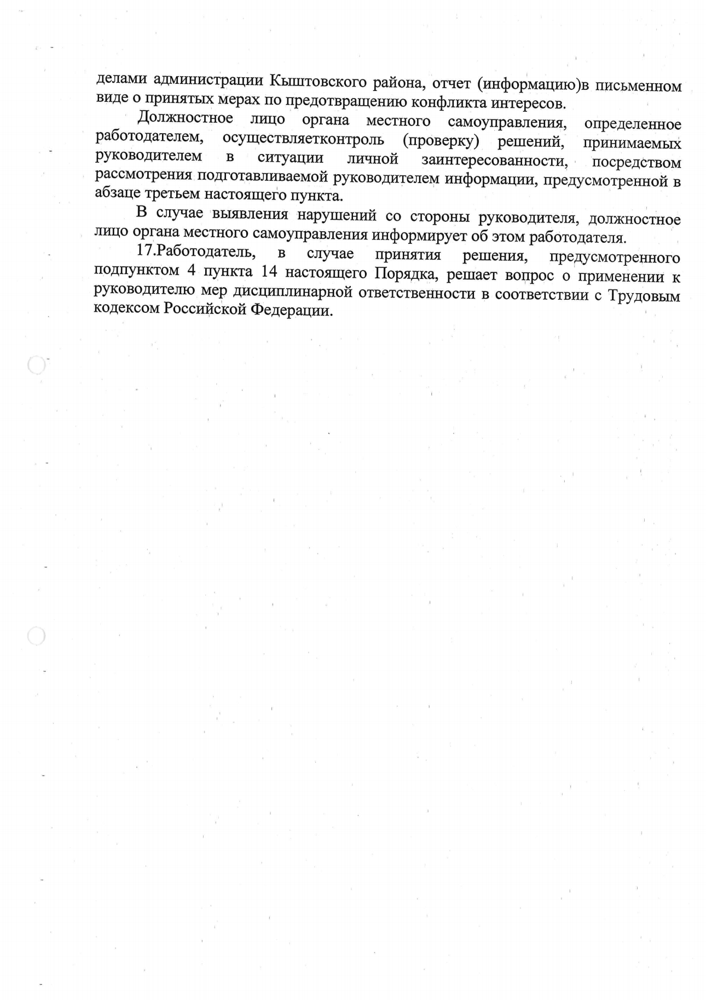 делами администрации Кыштовского района, отчет (информацию)в письменном
виде о принятых мерах по предотвращению конфликта интересов.
Должностное лицо органа местного самоуправления, определенное
работодателем, осуществляетконтроль (проверку) решений, принимаемых
руководителем в ситуации личной заинтересованности, посредством
рассмотрения подготавливаемой руководителем информации, предусмотренной в
абзаце третьем настоящего пункта.
В случае выявления нарушений со стороны руководителя, должностное
лицо органа местного самоуправления информирует об этом работодателя.
17.Работодатель, в случае принятия решения, предусмотренного
подпунктом 4 пункта 14 настоящего Порядка, решает вопрос о применении к
руководителю мер дисциплинарной ответственности в соответствии с Трудовым
кодексом Российской Федерации.